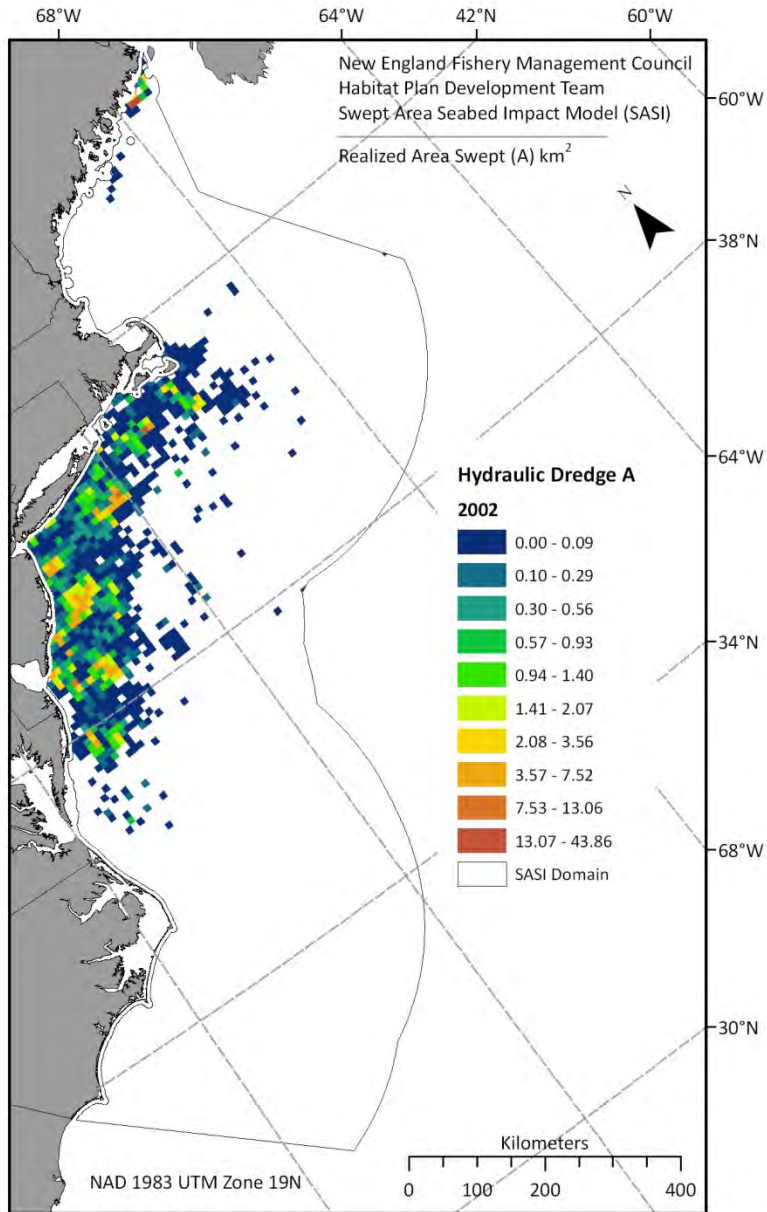 68°W
64°W
42°N
60°W
New England Fishery Management Council
Habitat Plan Development Team
Swept Area Seabed Impact Model (SASI)
Realized Area Swept (A) km²
60°W
N
38°N
64°W
Hydraulic Dredge A
2002
0.00 - 0.09
0.10 - 0.29
0.30 - 0.56
0.57 - 0.93
0.94 - 1.40
1.41 - 2.07
2.08 - 3.56
3.57 - 7.52
7.53 - 13.06
13.07 - 43.86
SASI Domain
34°N
68°W
30°N
Kilometers
0 100 200 400
NAD 1983 UTM Zone 19N